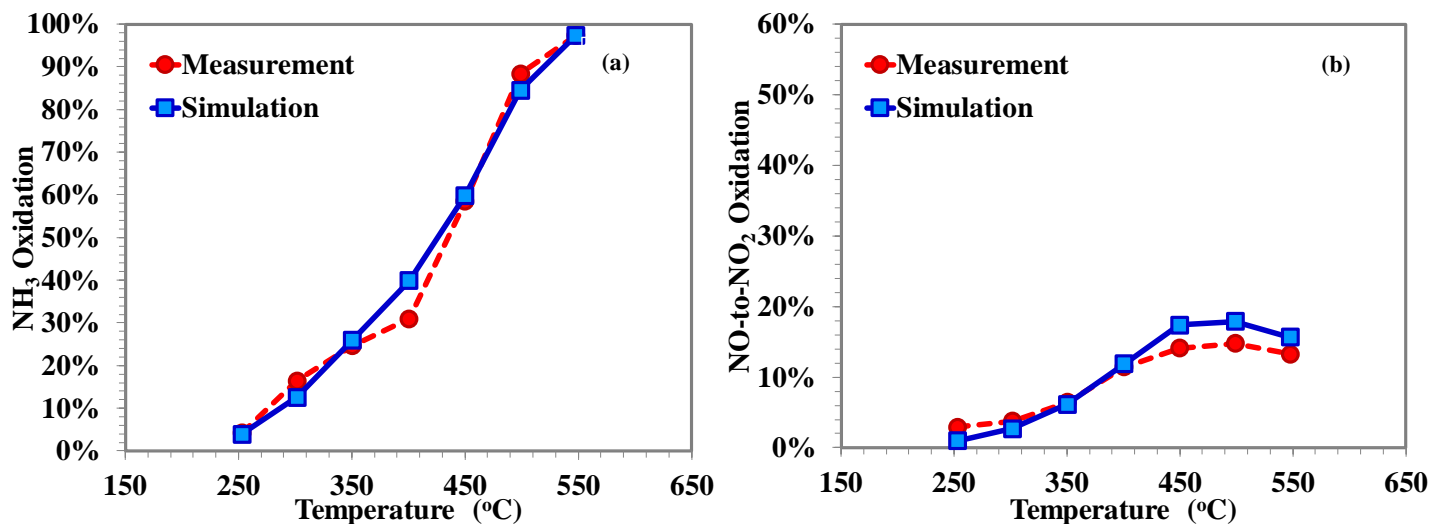 100%
90%
80%
70%
60%
50%
40%
30%
20%
10%
0%
NH3 Oxidation
Measurement
Simulation
(a)
150 250 350 450 550 650
Temperature (oC)
60%
50%
40%
30%
20%
10%
0%
NO-to-NO2 Oxidation
Measurement
Simulation
(b)
150 250 350 450 550 650
Temperature (oC)